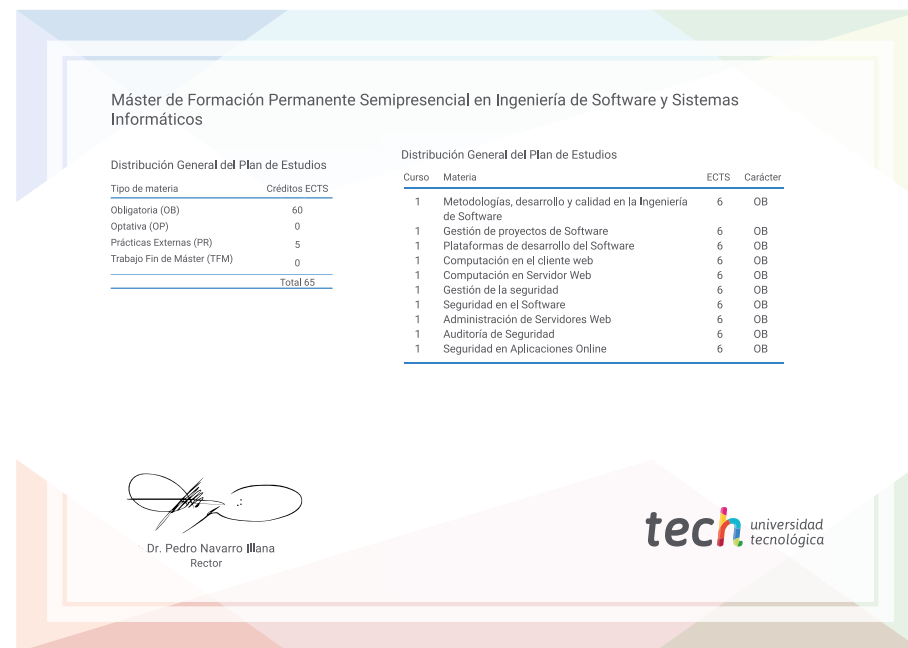 Máster de Formación Permanente Semipresencial en Ingeniería de Software y Sistemas
Informáticos
Distribución General del Plan de Estudios
Tipo de materia Créditos ECTS
Obligatoria (OB) 60
Optativa (OP) 0
Prácticas Externas (PR) 5
Trabajo Fin de Máster (TFM) 0
Total 65
Distribución General del Plan de Estudios
Curso Materia ECTS Carácter
1 Metodologías, desarrollo y calidad en la Ingeniería 6 OB
de Software
1 Gestión de proyectos de Software 6 OB
1 Plataformas de desarrollo del Software 6 OB
1 Computación en el cliente web 6 OB
1 Computación en Servidor Web 6 OB
1 Gestión de la seguridad 6 OB
1 Seguridad en el Software 6 OB
1 Administración de Servidores Web 6 OB
1 Auditoría de Seguridad 6 OB
1 Seguridad en Aplicaciones Online 6 OB
Dr. Pedro Navarro Illana
Rector
tech universidad
tecnológica